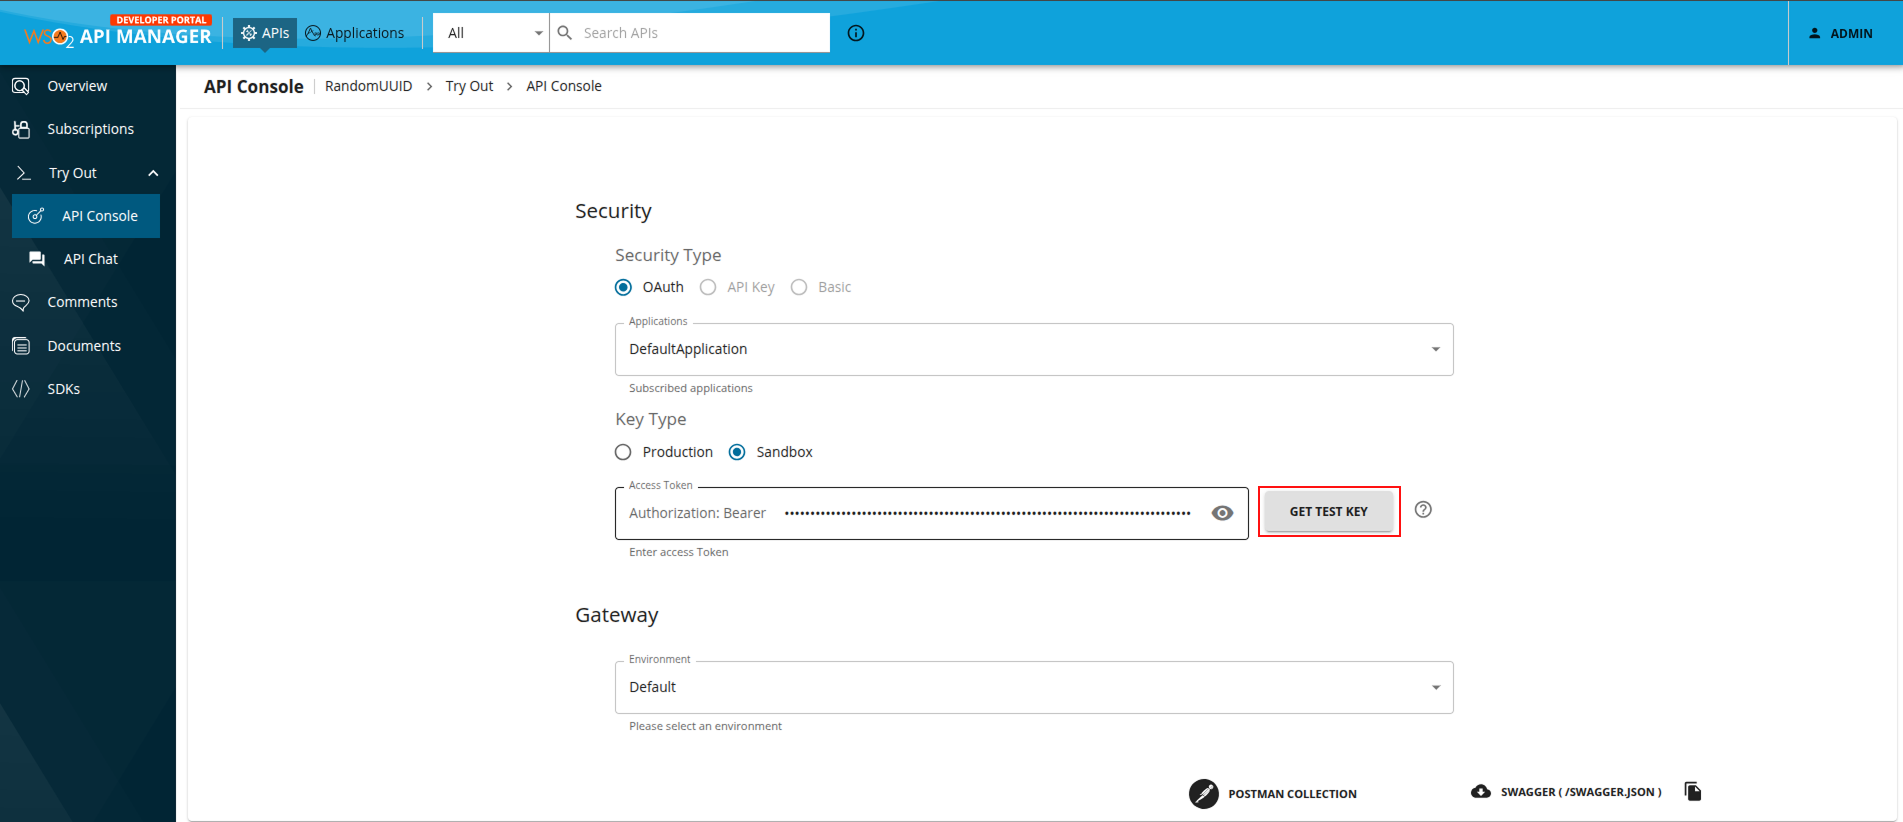 DEVELOPER PORTAL
WSO2 API MANAGER
APIs
Applications
All
Search APIs
ADMIN
Overview
Subscriptions
Try Out
API Console
API Chat
Comments
Documents
SDKs
API Console
RandomUUID
Try Out
API Console
Security
Security Type
OAuth
API Key
Basic
Applications
DefaultApplication
Subscribed applications
Key Type
Production
Sandbox
Access Token
Authorization: Bearer
GET TEST KEY
Enter access Token
Gateway
Environment
Default
Please select an environment
POSTMAN COLLECTION
SWAGGER ( /SWAGGER.JSON )